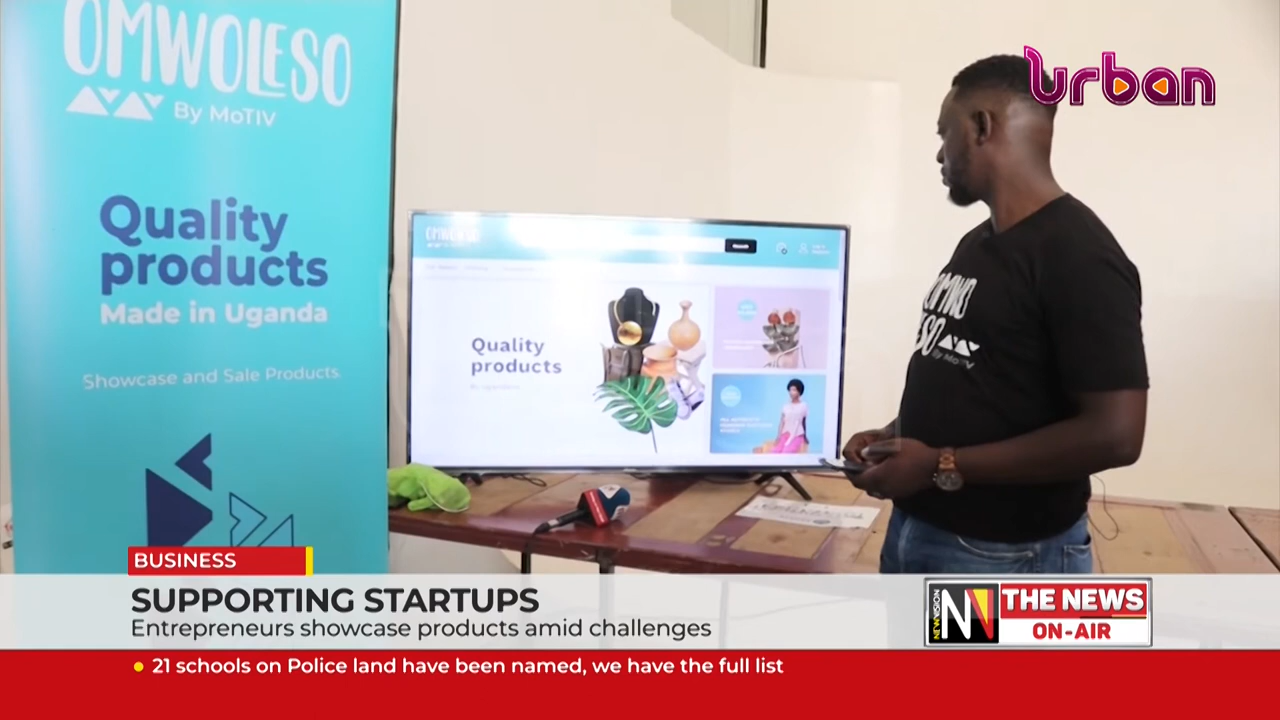 OMWOLESO
By MoTIV
Quality
products
Made in Uganda
Showcase and Sale Products.
urban
OMWOLESO
Quality
products
OMWO
LESO
By MoTIV
BUSINESS
SUPPORTING STARTUPS
Entrepreneurs showcase products amid challenges
NEW VISION
N
THE NEWS
ON-AIR
21 schools on Police land have been named, we have the full list